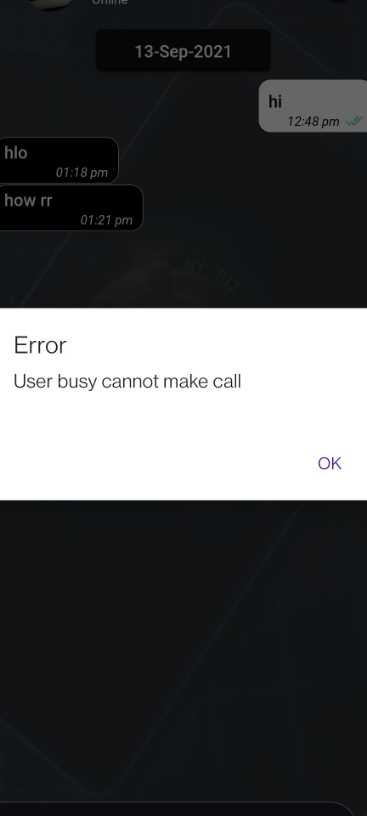 Online
13-Sep-2021
hi
12:48 pm
hlo
01:18 pm
how rr
01:21 pm
Error
User busy cannot make call
OK